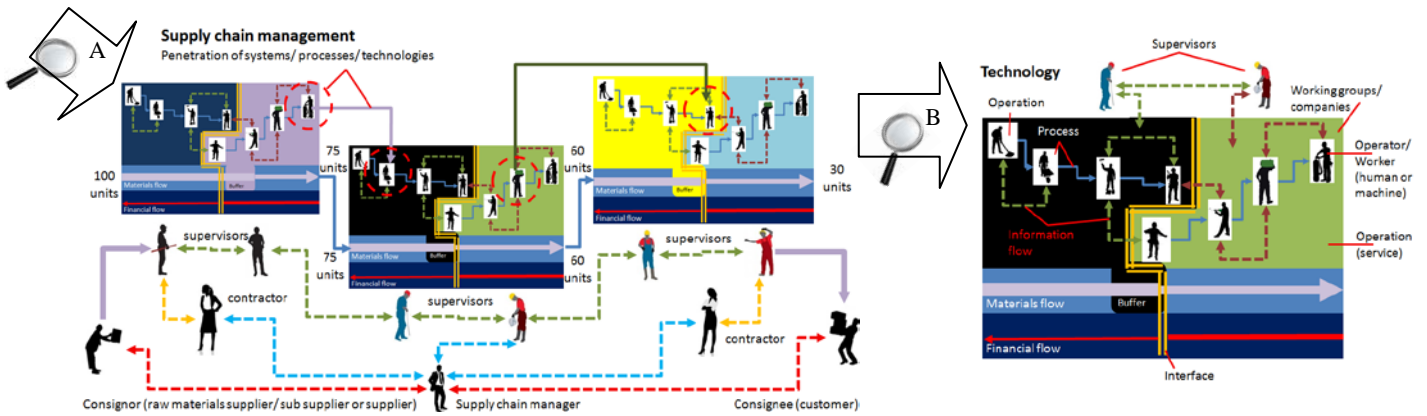 A
Supply chain management
Penetration of systems/ processes/ technologies
100
units
Materials flow
Buffer
Financial flow
75
units
75
units
Materials flow
Buffer
Financial flow
60
units
60
units
Materials flow
Buffer
Financial flow
30
units
supervisors
supervisors
supervisors
contractor
contractor
Consignor (raw materials supplier/ sub supplier or supplier)
Supply chain manager
Consignee (customer)
B
Supervisors
Technology
Working groups/
companies
Operation
Process
Operator/
Worker
(human or
machine)
Information
flow
Operation
(service)
Materials flow
Buffer
Financial flow
Interface